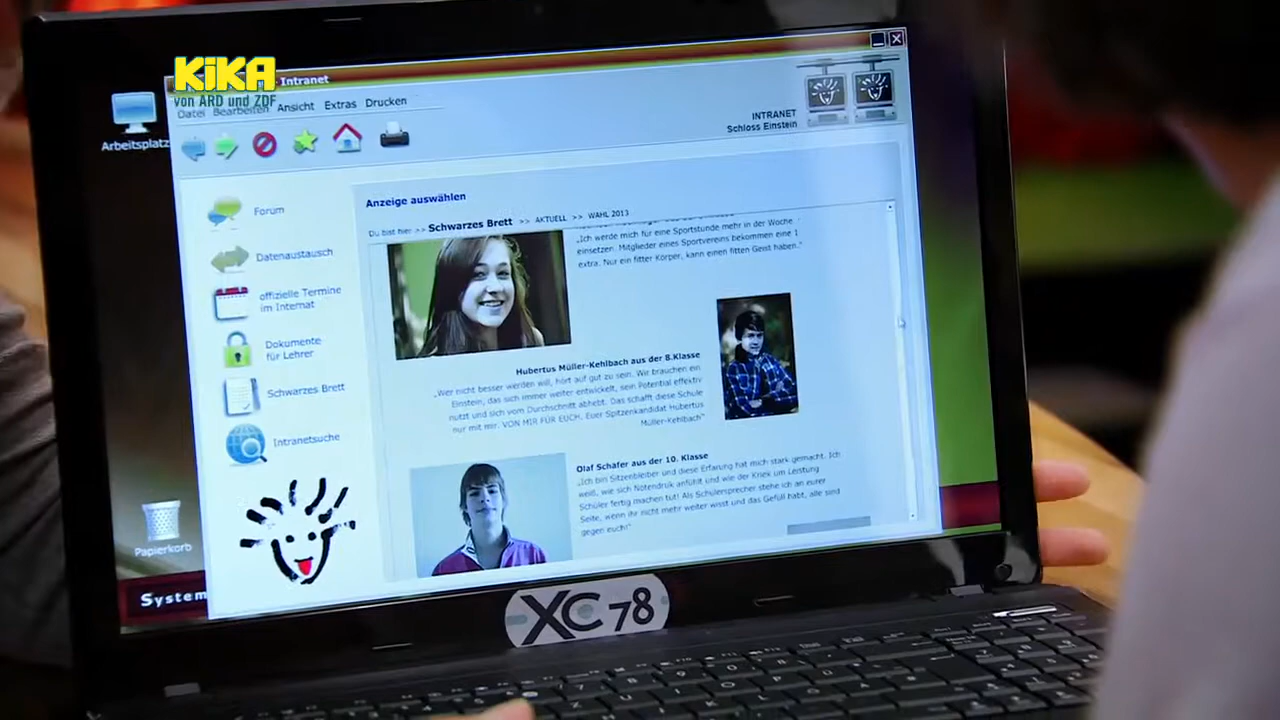 KiKA
von ARD und ZDF
Intranet
Datei Bearbeiten Ansicht Extras Drucken
INTRANET
Schloss Einstein
Arbeitsplatz
Anzeige auswählen
Du bist hier >> Schwarzes Brett >> AKTUELL >> WAHL 2013
Forum
Datenaustausch
offizielle Termine
im Internat
Dokumente
für Lehrer
Schwarzes Brett
Intranetsuche
„Ich werde mich für eine Sportstunde mehr in der Woche
einsetzen. Mitglieder eines Sportvereins bekommen eine 1
extra. Nur ein fitter Körper, kann einen fitten Geist haben."
Hubertus Müller-Kehlbach aus der 8.Klasse
„Wer nicht besser werden will, hört auf gut zu sein. Wir brauchen ein
Einstein, das sich immer weiter entwickelt, sein Potential effektiv
nutzt und sich vom Durchschnitt abhebt. Das schafft diese Schule
nur mit mir. VON MIR FÜR EUCH. Euer Spitzenkandidat Hubertus
Müller-Kehlbach"
Olaf Schäfer aus der 10. Klasse
„Ich bin Sitzenbleiber und diese Erfarung hat mich stark gemacht. Ich
weiß, wie sich Notendruk anfühlt und wie der Kriek um Leistung
Schüler fertig machen tut! Als Schülersprecher stehe ich an eurer
Seite, wenn ihr nicht mehr weiter wisst und das Gefüll habt, alle sind
gegen euch!"
Papierkorb
System
XC 78